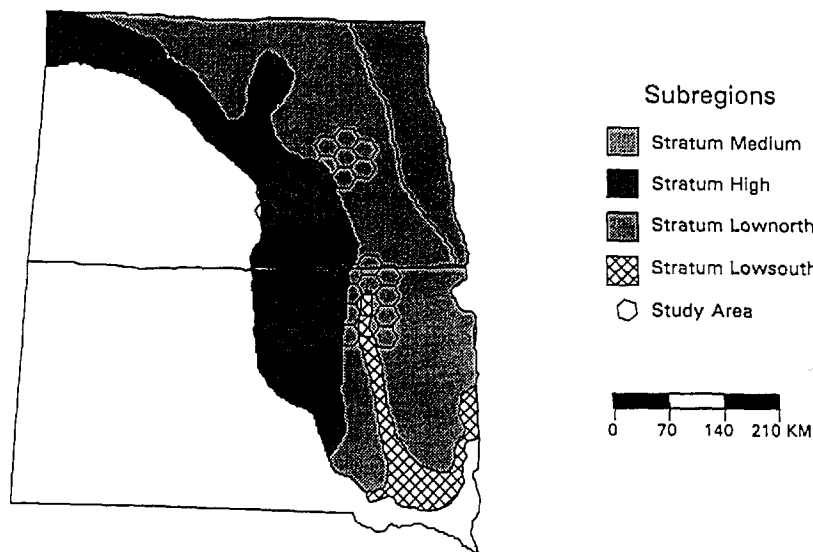 Subregions
Stratum Medium
Stratum High
Stratum Lownorth
Stratum Lowsouth
Study Area
0 70 140 210 KM